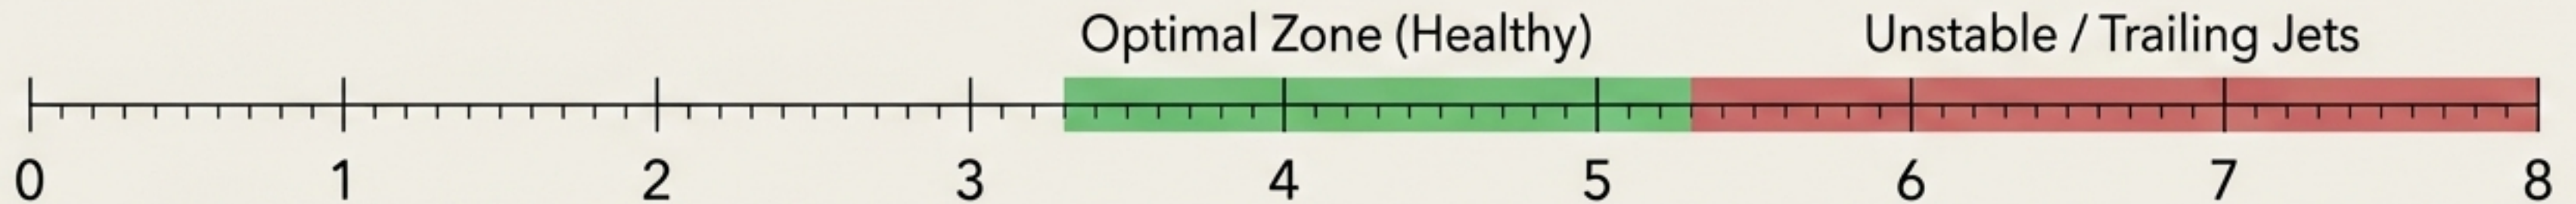 Optimal Zone (Healthy) Unstable / Trailing Jets
0 1 2 3 4 5 6 7 8